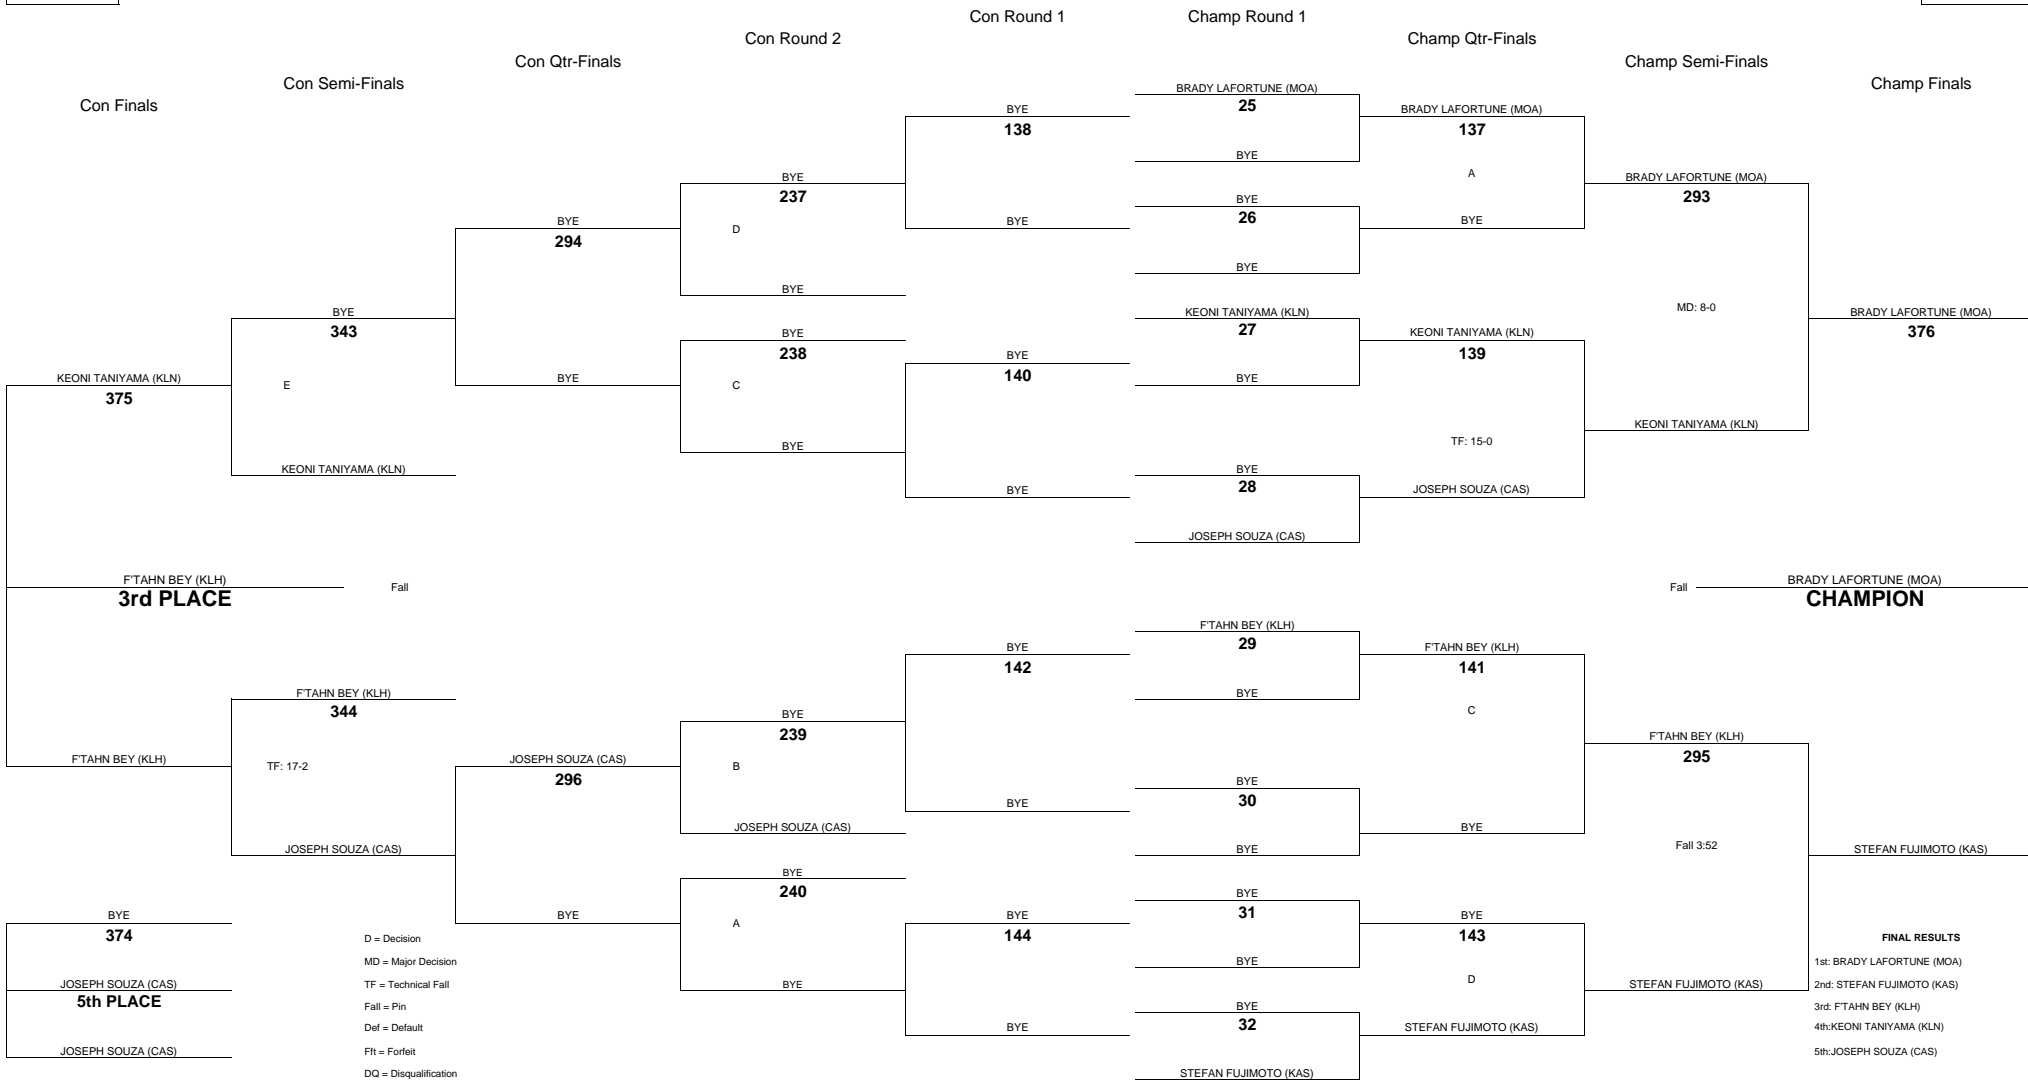 Con Round 1
Champ Round 1
Con Round 2
Champ Qtr-Finals
Con Qtr-Finals
Champ Semi-Finals
Con Semi-Finals
Champ Finals
Con Finals
KEONI TANIYAMA (KLN)
375
F'TAHN BEY (KLH)
3rd PLACE
Fall
F'TAHN BEY (KLH)
BYE
374
JOSEPH SOUZA (CAS)
5th PLACE
JOSEPH SOUZA (CAS)
BYE
343
E
KEONI TANIYAMA (KLN)
F'TAHN BEY (KLH)
344
TF: 17-2
JOSEPH SOUZA (CAS)
D = Decision
MD = Major Decision
TF = Technical Fall
Fall = Pin
Def = Default
Fft = Forfeit
DQ = Disqualification
BYE
294
BYE
JOSEPH SOUZA (CAS)
296
BYE
BYE
237
D
BYE
BYE
238
C
BYE
BYE
239
B
JOSEPH SOUZA (CAS)
BYE
240
A
BYE
BYE
138
BYE
BYE
140
BYE
BYE
142
BYE
BYE
144
BYE
BRADY LAFORTUNE (MOA)
25
BYE
BYE
26
BYE
KEONI TANIYAMA (KLN)
27
BYE
BYE
28
JOSEPH SOUZA (CAS)
F'TAHN BEY (KLH)
29
BYE
BYE
30
BYE
BYE
31
BYE
BYE
32
STEFAN FUJIMOTO (KAS)
BRADY LAFORTUNE (MOA)
137
A
BYE
KEONI TANIYAMA (KLN)
139
TF: 15-0
JOSEPH SOUZA (CAS)
F'TAHN BEY (KLH)
141
C
BYE
BYE
143
D
STEFAN FUJIMOTO (KAS)
BRADY LAFORTUNE (MOA)
293
MD: 8-0
KEONI TANIYAMA (KLN)
F'TAHN BEY (KLH)
295
Fall 3:52
STEFAN FUJIMOTO (KAS)
BRADY LAFORTUNE (MOA)
376
Fall
BRADY LAFORTUNE (MOA)
CHAMPION
STEFAN FUJIMOTO (KAS)
FINAL RESULTS
1st: BRADY LAFORTUNE (MOA)
2nd: STEFAN FUJIMOTO (KAS)
3rd: F'TAHN BEY (KLH)
4th:KEONI TANIYAMA (KLN)
5th:JOSEPH SOUZA (CAS)